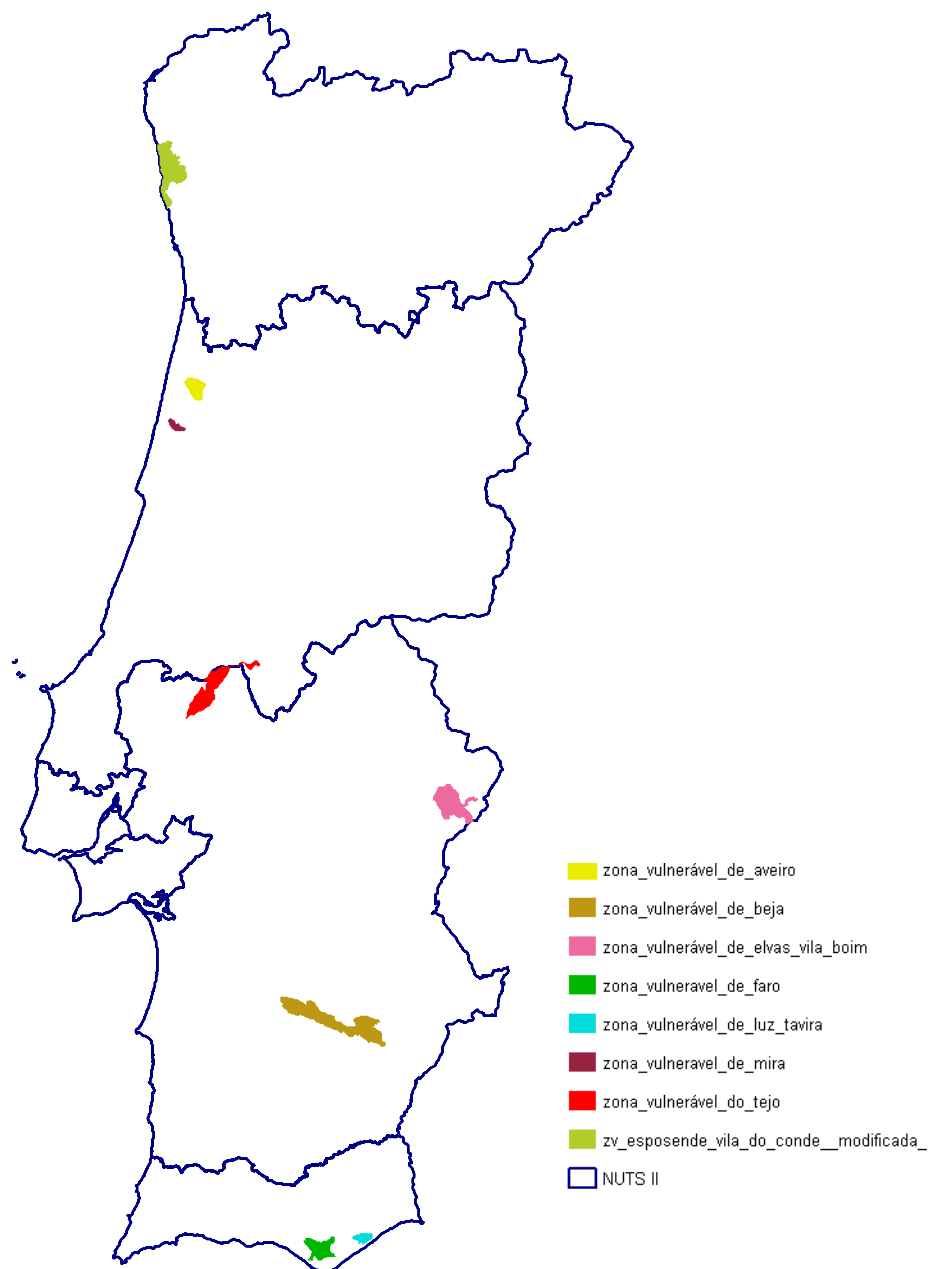 zona_vulnerável_de_aveiro
zona_vulnerável_de_beja
zona_vulnerável_de_elvas_vila_boim
zona_vulneravel_de_faro
zona_vulnerável_de_luz_tavira
zona_vulneravel_de_mira
zona_vulnerável_do_tejo
zv_esposende_vila_do_conde__modificada_
NUTS II